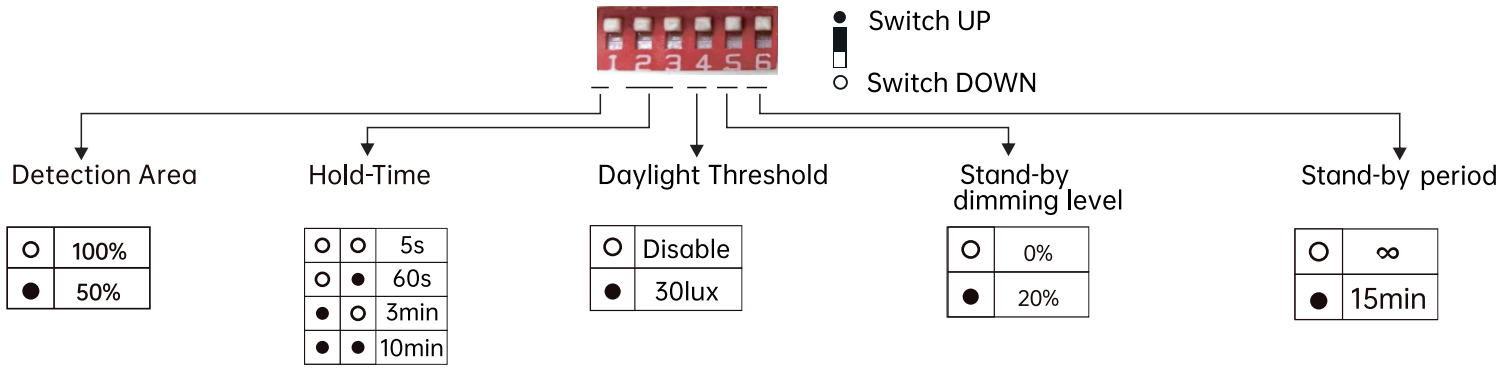 1 2 3 4 5 6
Switch UP
Switch DOWN
Detection Area
100%
50%
Hold-Time
5s
60s
3min
10min
Daylight Threshold
Disable
30lux
Stand-by
dimming level
0%
20%
Stand-by period
∞
15min